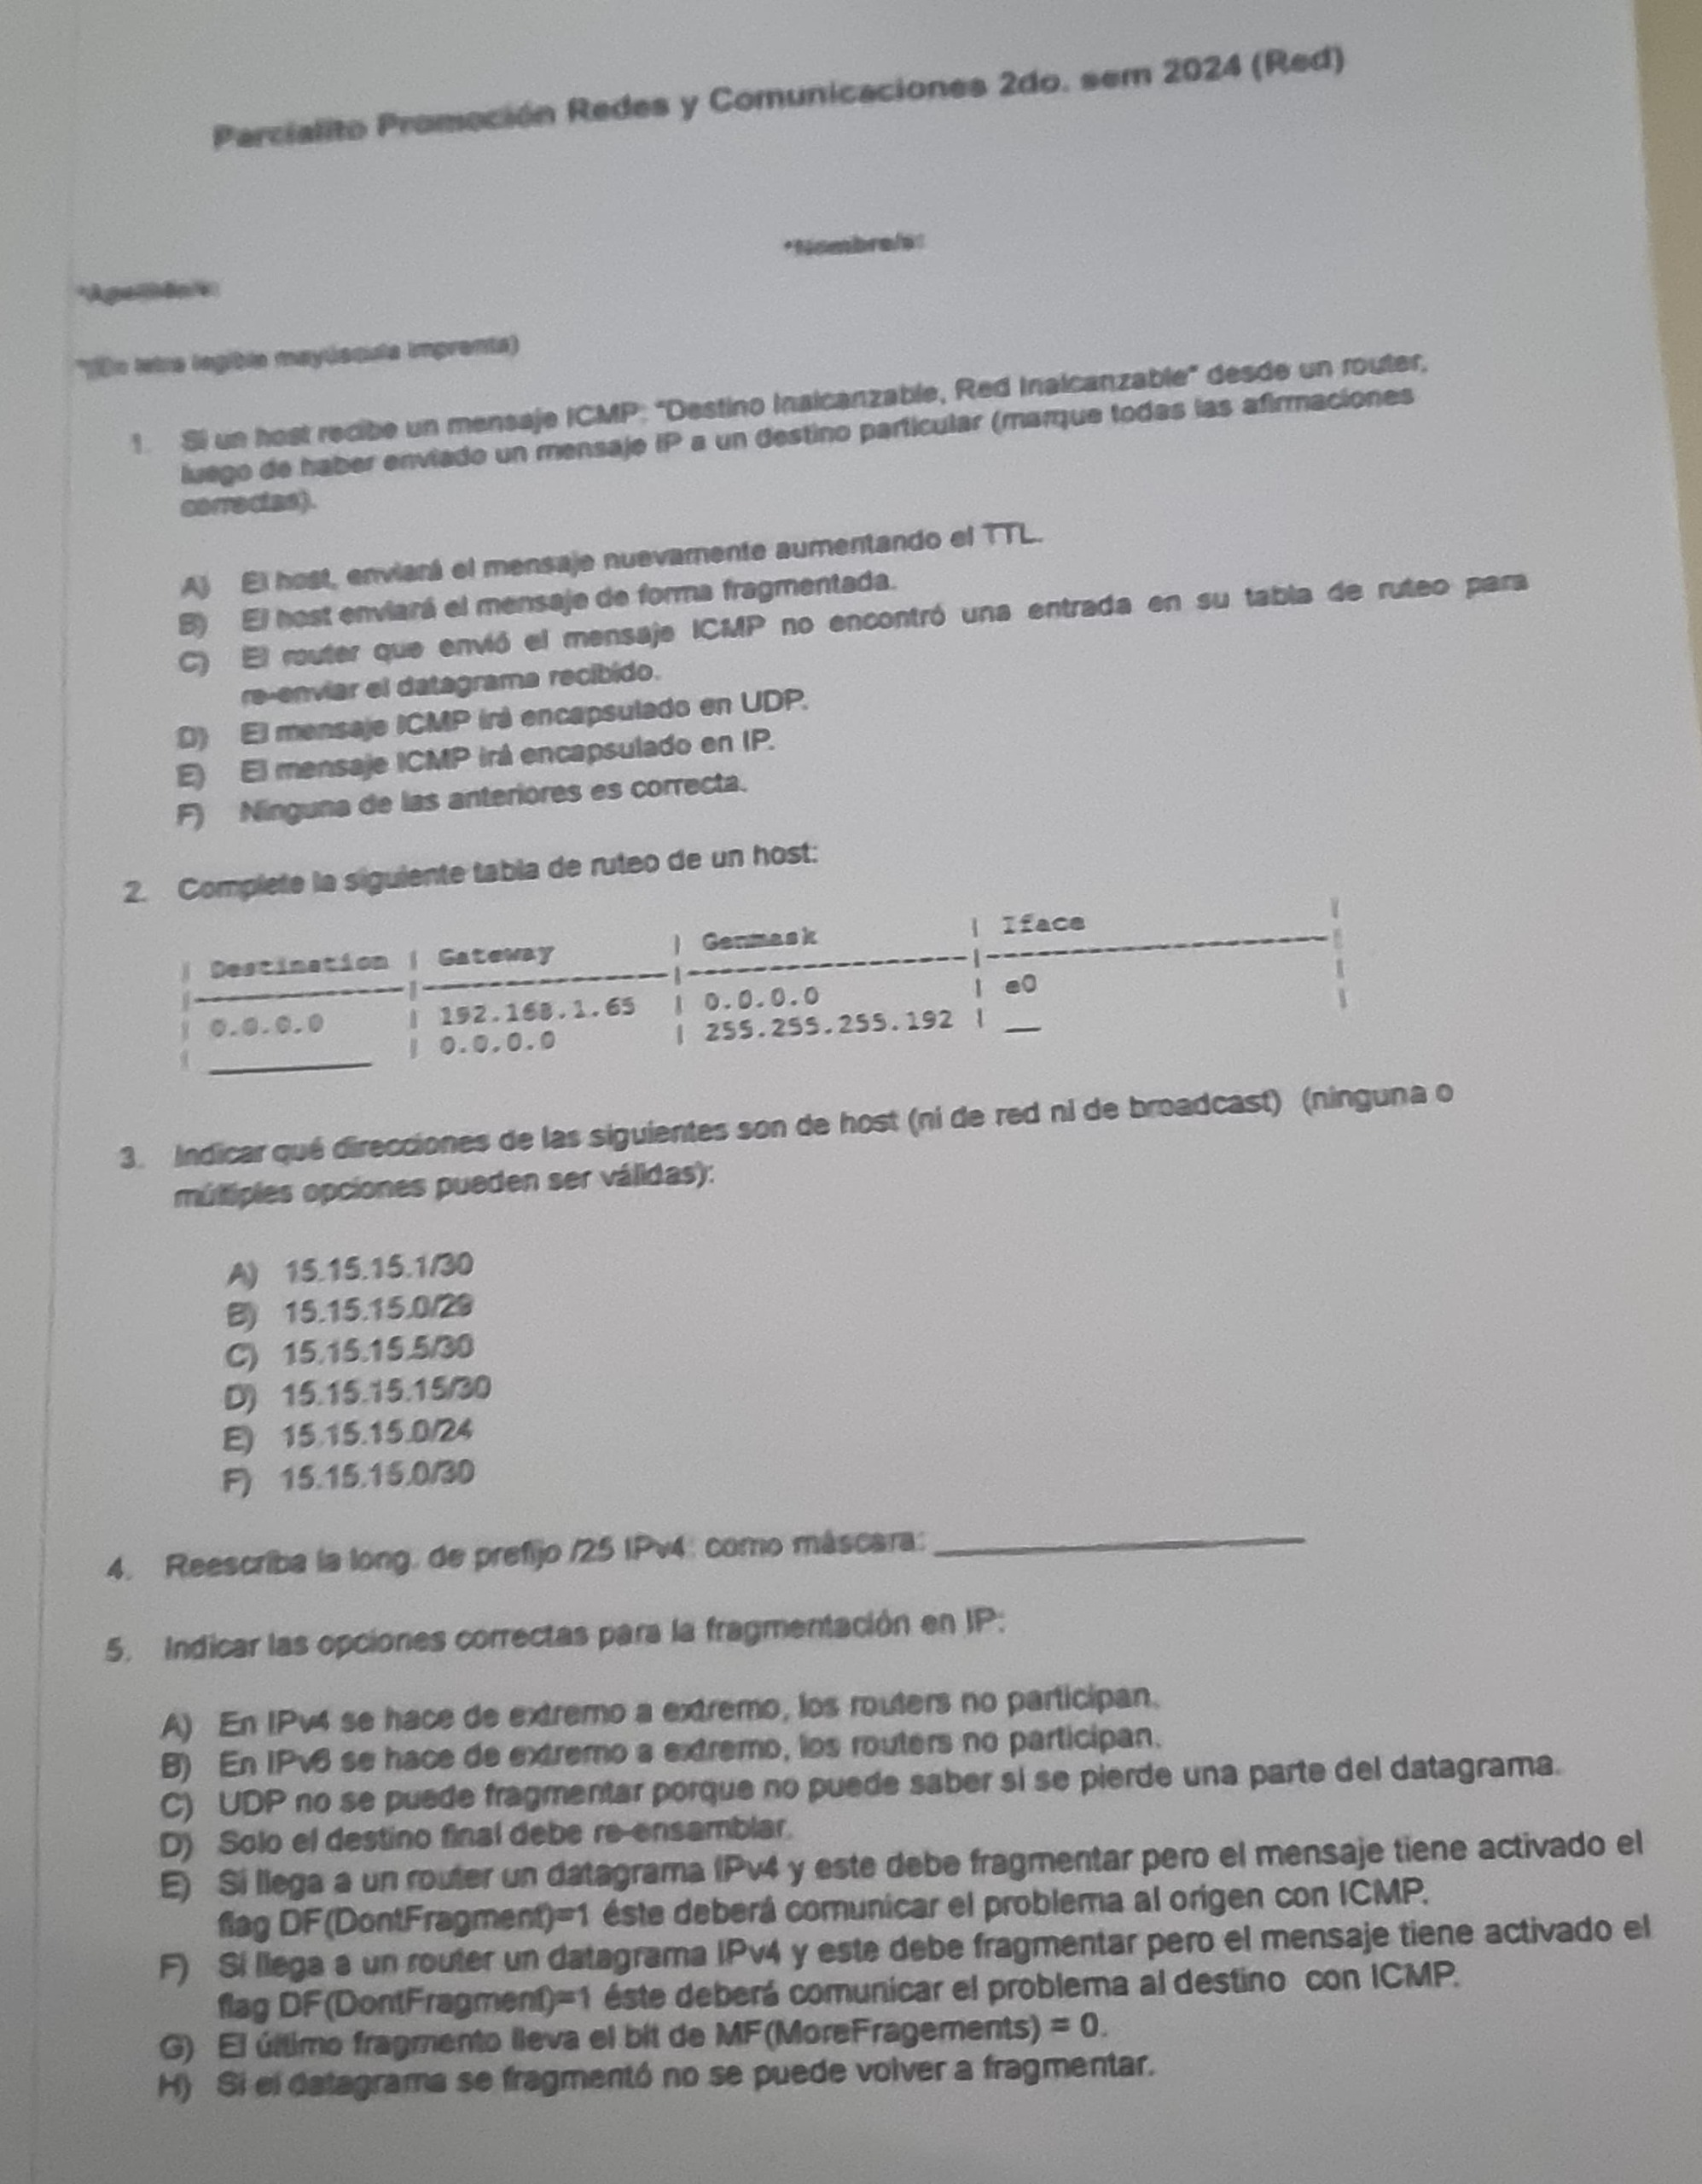 Parcialito Promoción Redes y Comunicaciones 2do. sem 2024 (Red)
*Nombre/s:
*Apellido/s:
*(En letra legible mayúscula imprenta)
1. Si un host recibe un mensaje ICMP: "Destino Inalcanzable, Red Inalcanzable" desde un router,
luego de haber enviado un mensaje IP a un destino particular (marque todas las afirmaciones
correctas).
A) El host, enviará el mensaje nuevamente aumentando el TTL.
B) El host enviará el mensaje de forma fragmentada.
C) El router que envió el mensaje ICMP no encontró una entrada en su tabla de ruteo para
re-enviar el datagrama recibido.
D) El mensaje ICMP irá encapsulado en UDP.
E) El mensaje ICMP irá encapsulado en IP.
F) Ninguna de las anteriores es correcta.
2. Complete la siguiente tabla de ruteo de un host:
| Destination | Gateway | Genmask | Iface |
|-------------|---------------|-----------------|---------------------|
| 0.0.0.0 | 192.168.1.65 | 0.0.0.0 | e0 |
| __________ | 0.0.0.0 | 255.255.255.192 | __ |
3. Indicar qué direcciones de las siguientes son de host (ni de red ni de broadcast) (ninguna o
múltiples opciones pueden ser válidas):
A) 15.15.15.1/30
B) 15.15.15.0/29
C) 15.15.15.5/30
D) 15.15.15.15/30
E) 15.15.15.0/24
F) 15.15.15.0/30
4. Reescriba la long. de prefijo /25 IPv4: como máscara: ____________________
5. Indicar las opciones correctas para la fragmentación en IP:
A) En IPv4 se hace de extremo a extremo, los routers no participan.
B) En IPv6 se hace de extremo a extremo, los routers no participan.
C) UDP no se puede fragmentar porque no puede saber si se pierde una parte del datagrama.
D) Solo el destino final debe re-ensamblar.
E) Si llega a un router un datagrama IPv4 y este debe fragmentar pero el mensaje tiene activado el
flag DF(DontFragment)=1 éste deberá comunicar el problema al origen con ICMP.
F) Si llega a un router un datagrama IPv4 y este debe fragmentar pero el mensaje tiene activado el
flag DF(DontFragment)=1 éste deberá comunicar el problema al destino con ICMP.
G) El último fragmento lleva el bit de MF(MoreFragements) = 0.
H) Si el datagrama se fragmentó no se puede volver a fragmentar.